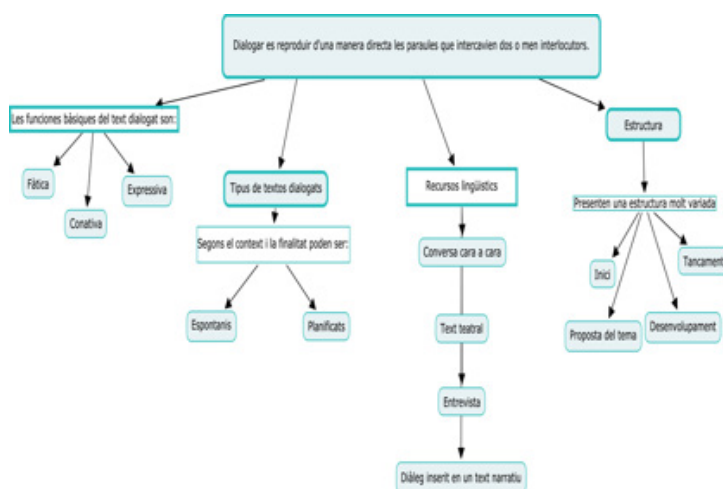 Dialogar es reproduir d'una manera directa les paraules que intercavien dos o men interlocutors.
Les funciones bàsiques del text dialogat son:
Fàtica
Conativa
Expressiva
Tipus de textos dialogats
Segons el context i la finalitat poden ser:
Espontanis
Planificats
Recursos lingüístics
Conversa cara a cara
Text teatral
Entrevista
Diàleg inserit en un text narratiu
Estructura
Presenten una estructura molt variada
Inici
Proposta del tema
Desenvolupament
Tancament